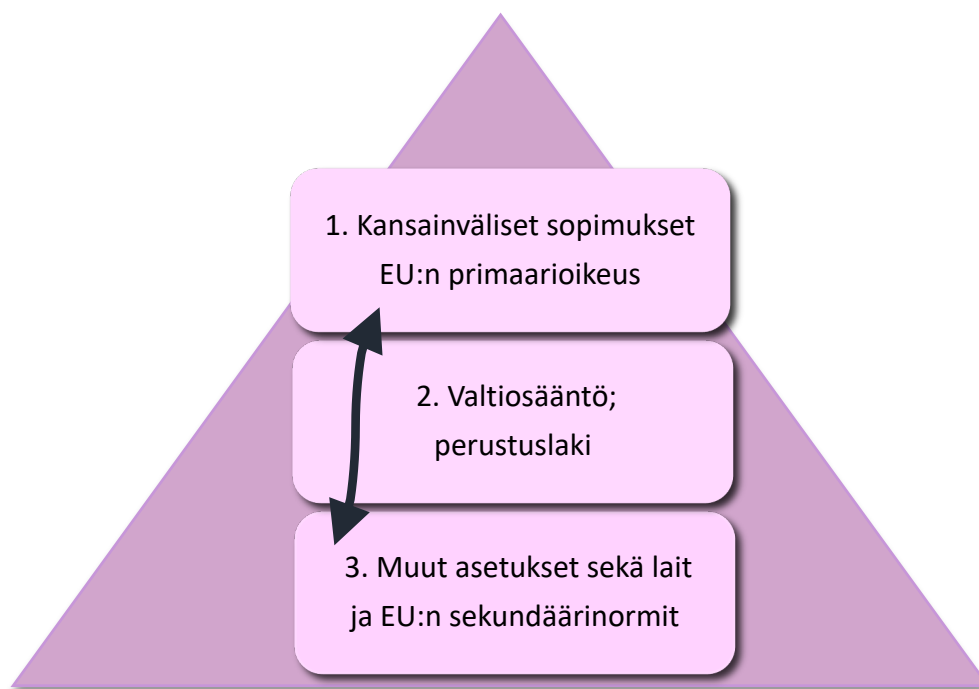 1. Kansainväliset sopimukset
EU:n primaarioikeus
2. Valtiosääntö;
perustuslaki
3. Muut asetukset sekä lait
ja EU:n sekundäärinormit